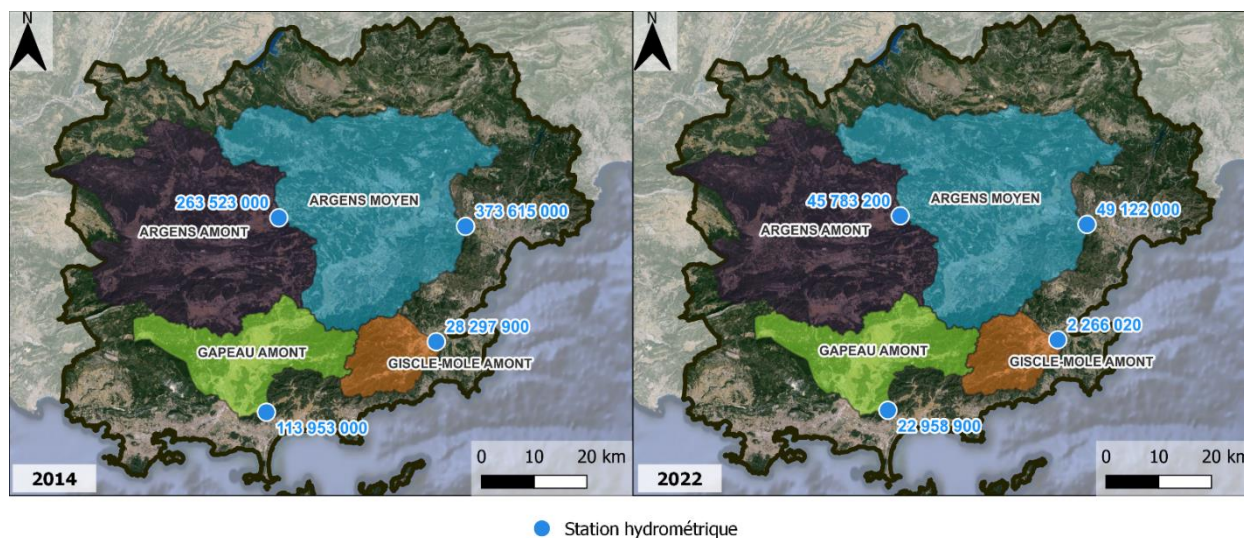 N
263 523 000
ARGENS AMONT
ARGENS MOYEN
373 615 000
28 297 900
GAPEAU AMONT
GISCLE-MOLE AMONT
113 953 000
2014
0 10 20 km
N
45 783 200
ARGENS AMONT
ARGENS MOYEN
49 122 000
2 266 020
GAPEAU AMONT
GISCLE-MOLE AMONT
22 958 900
2022
0 10 20 km
Station hydrométrique